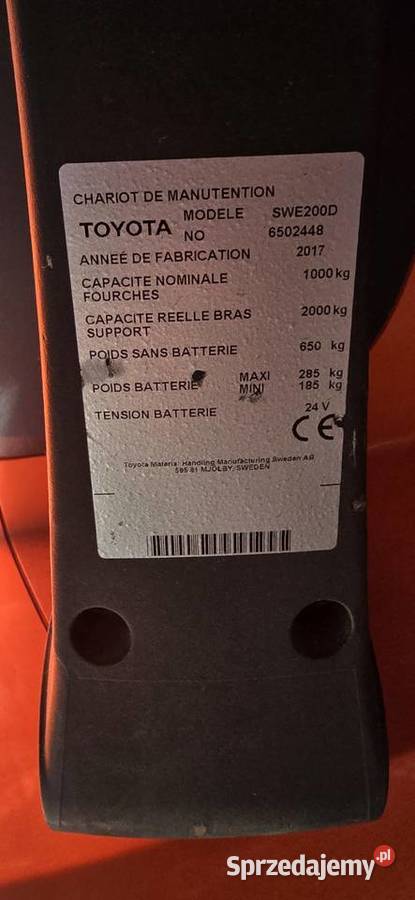 CHARIOT DE MANUTENTION
TOYOTA MODELE SWE200D
NO 6502448
ANNEÉ DE FABRICATION 2017
CAPACITE NOMINALE 1000 kg
FOURCHES
CAPACITE REELLE BRAS 2000 kg
SUPPORT
POIDS SANS BATTERIE 650 kg
POIDS BATTERIE MAXI 285 kg
MINI 185 kg
TENSION BATTERIE 24 V
CE
Toyota Material Handling Manufacturing Sweden AB
595 81 MJOLBY, SWEDEN
Sprzedajemy.pl